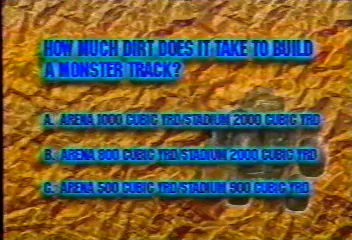 HOW MUCH DIRT DOES IT TAKE TO BUILD
A MONSTER TRACK?
A. ARENA 1000 CUBIC YRD/STADIUM 2000 CUBIC YRD
B. ARENA 800 CUBIC YRD/STADIUM 2000 CUBIC YRD
C. ARENA 500 CUBIC YRD/STADIUM 900 CUBIC YRD